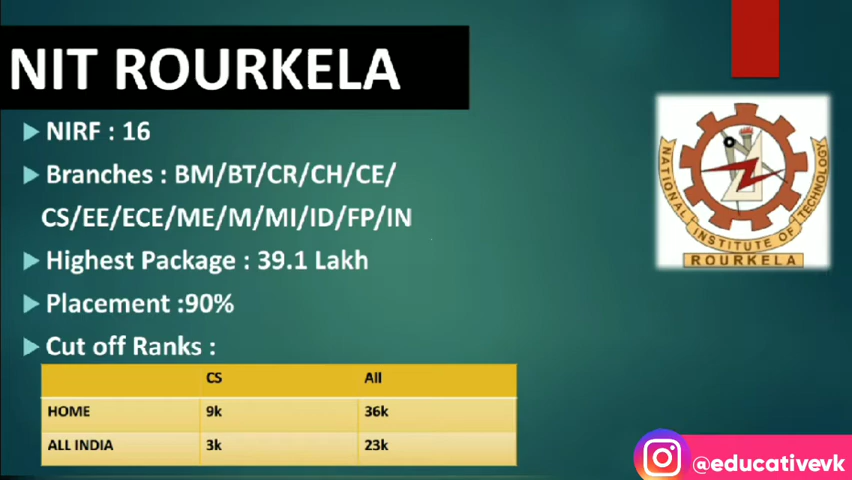 NIT ROURKELA
NIRF : 16
Branches : BM/BT/CR/CH/CE/
CS/EE/ECE/ME/M/MI/ID/FP/IN
Highest Package : 39.1 Lakh
Placement :90%
Cut off Ranks :
CS All
HOME 9k 36k
ALL INDIA 3k 23k
NATIONAL INSTITUTE OF TECHNOLOGY
ROURKELA
@educativevk